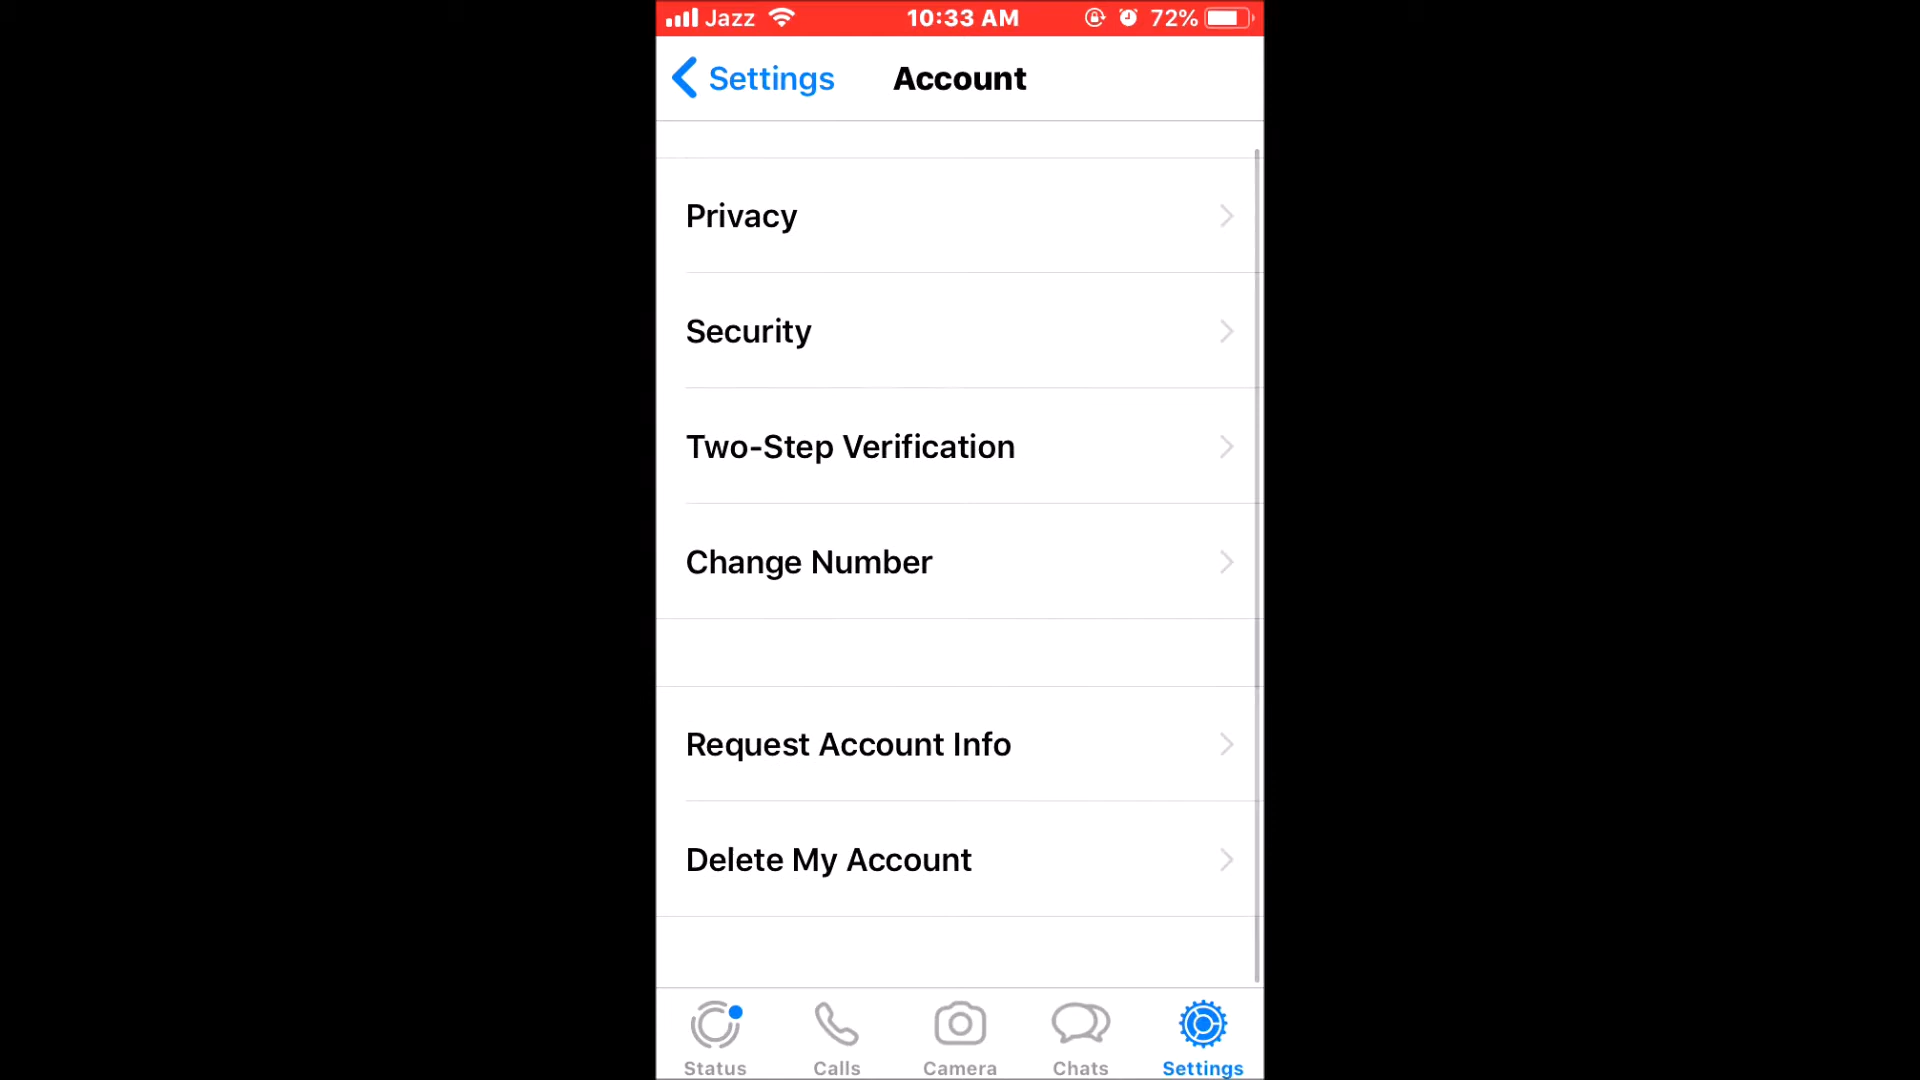 Jazz 10:33 AM 72%
Settings Account
Privacy
Security
Two-Step Verification
Change Number
Request Account Info
Delete My Account
Status Calls Camera Chats Settings